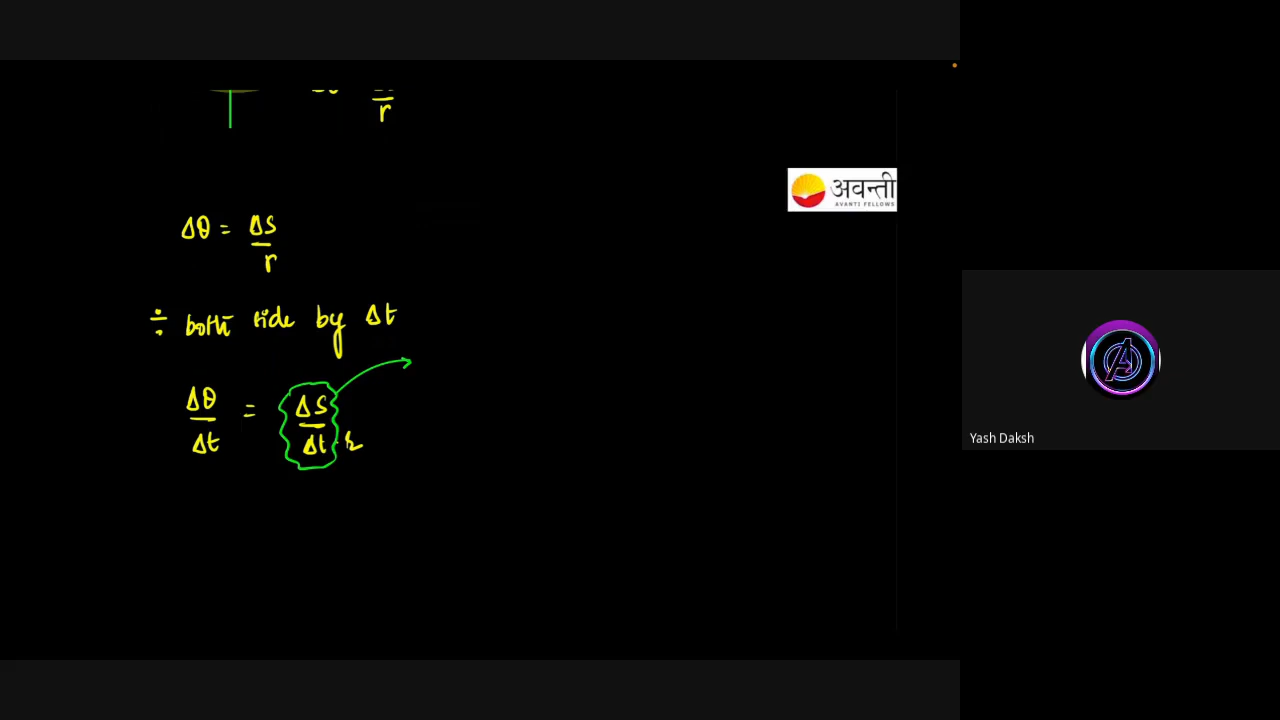 r
अवन्ती
AVANTI FELLOWS
Δθ = ΔS
r
÷ both side by Δt
Δθ = ΔS
Δt Δt r
Yash Daksh